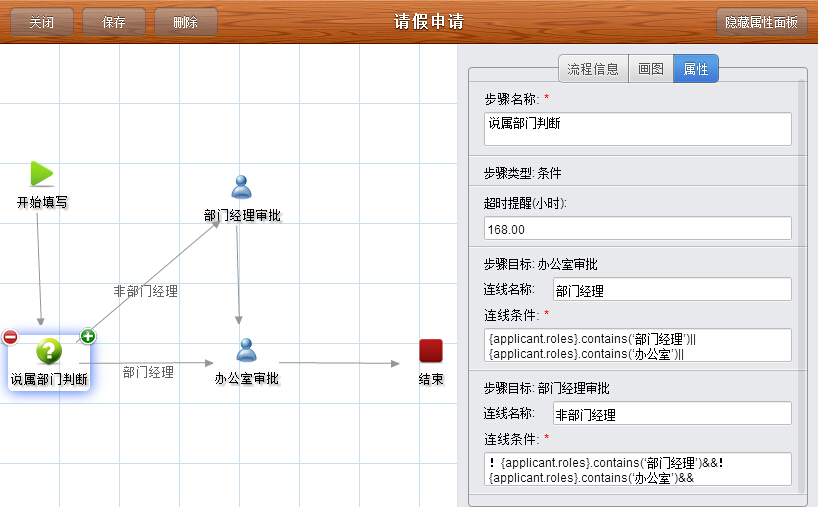 关闭
保存
删除
请假申请
隐藏属性面板
流程信息
画图
属性
步骤名称: *
说属部门判断
步骤类型: 条件
超时提醒(小时):
168.00
步骤目标: 办公室审批
连线名称:
部门经理
连线条件: *
{applicant.roles}.contains('部门经理')||
{applicant.roles}.contains('办公室')||
步骤目标: 部门经理审批
连线名称:
非部门经理
连线条件: *
! {applicant.roles}.contains('部门经理')&&!
{applicant.roles}.contains('办公室')&&
开始填写
部门经理审批
非部门经理
说属部门判断
部门经理
办公室审批
结束